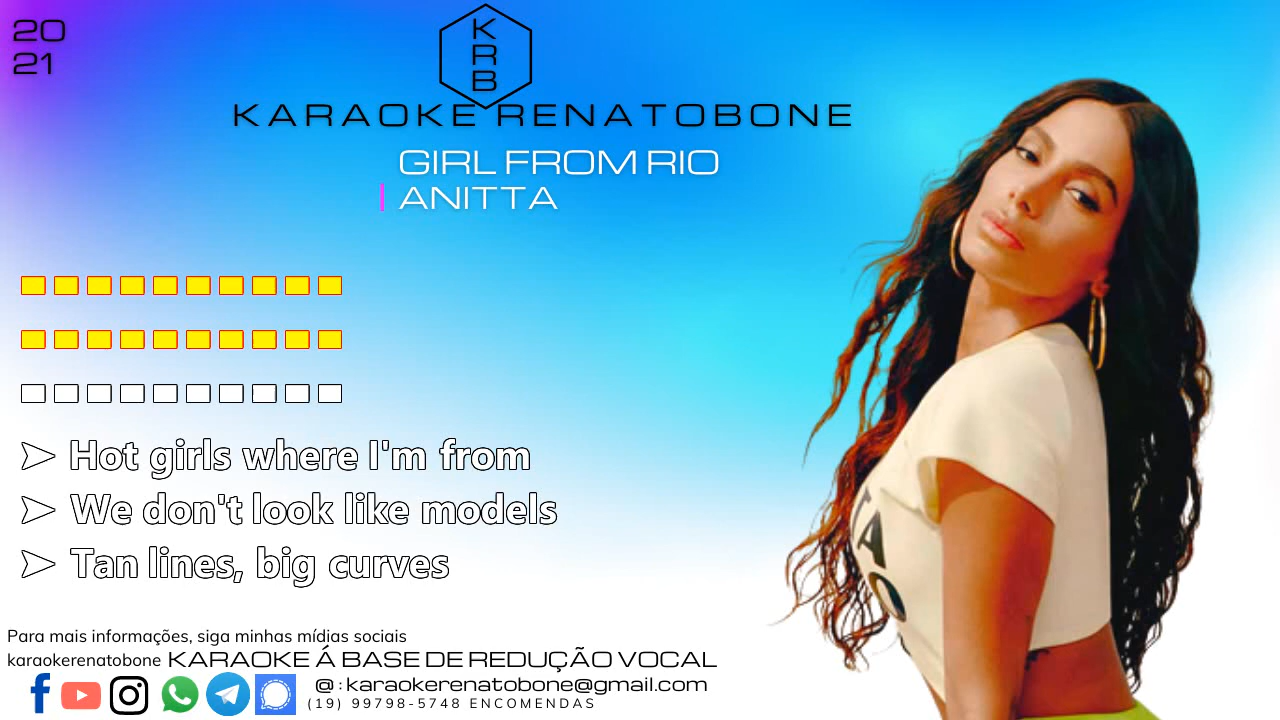 20
21
K
R
B
KARAOKE RENATOBONE
GIRL FROM RIO
ANITTA
Hot girls where I'm from
We don't look like models
Tan lines, big curves
Para mais informações, siga minhas mídias sociais
karaokerenatobone KARAOKE Á BASE DE REDUÇÃO VOCAL
@:karaokerenatobone@gmail.com
(19) 99798-5748 ENCOMENDAS